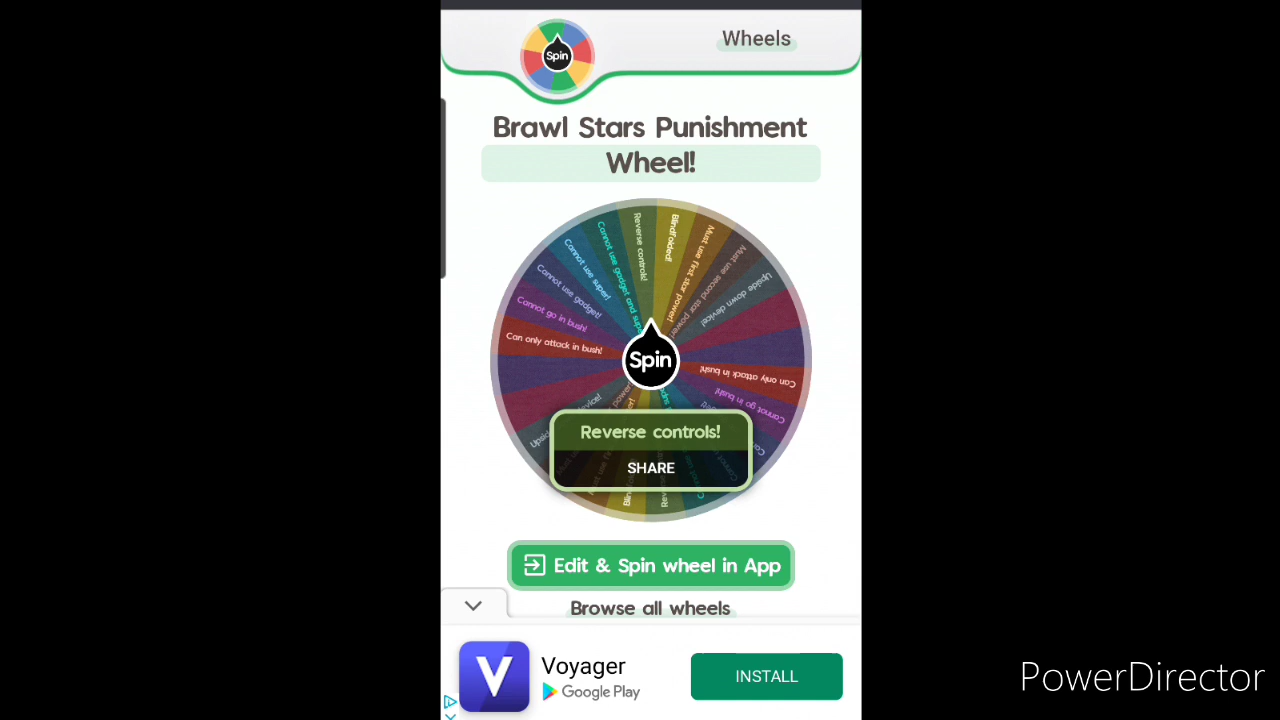 Spin
Wheels
Brawl Stars Punishment
Wheel!
Reverse controls!
Blindfolded!
Must use first star power!
Must use second star power!
Upside down device!
Can only attack in bush!
Cannot go in bush!
Cannot use gadget and super
Cannot use super!
Cannot use gadget!
Cannot go in bush!
Can only attack in bush!
Spin
Reverse controls!
SHARE
Edit & Spin wheel in App
Browse all wheels
V
Voyager
Google Play
INSTALL
PowerDirector